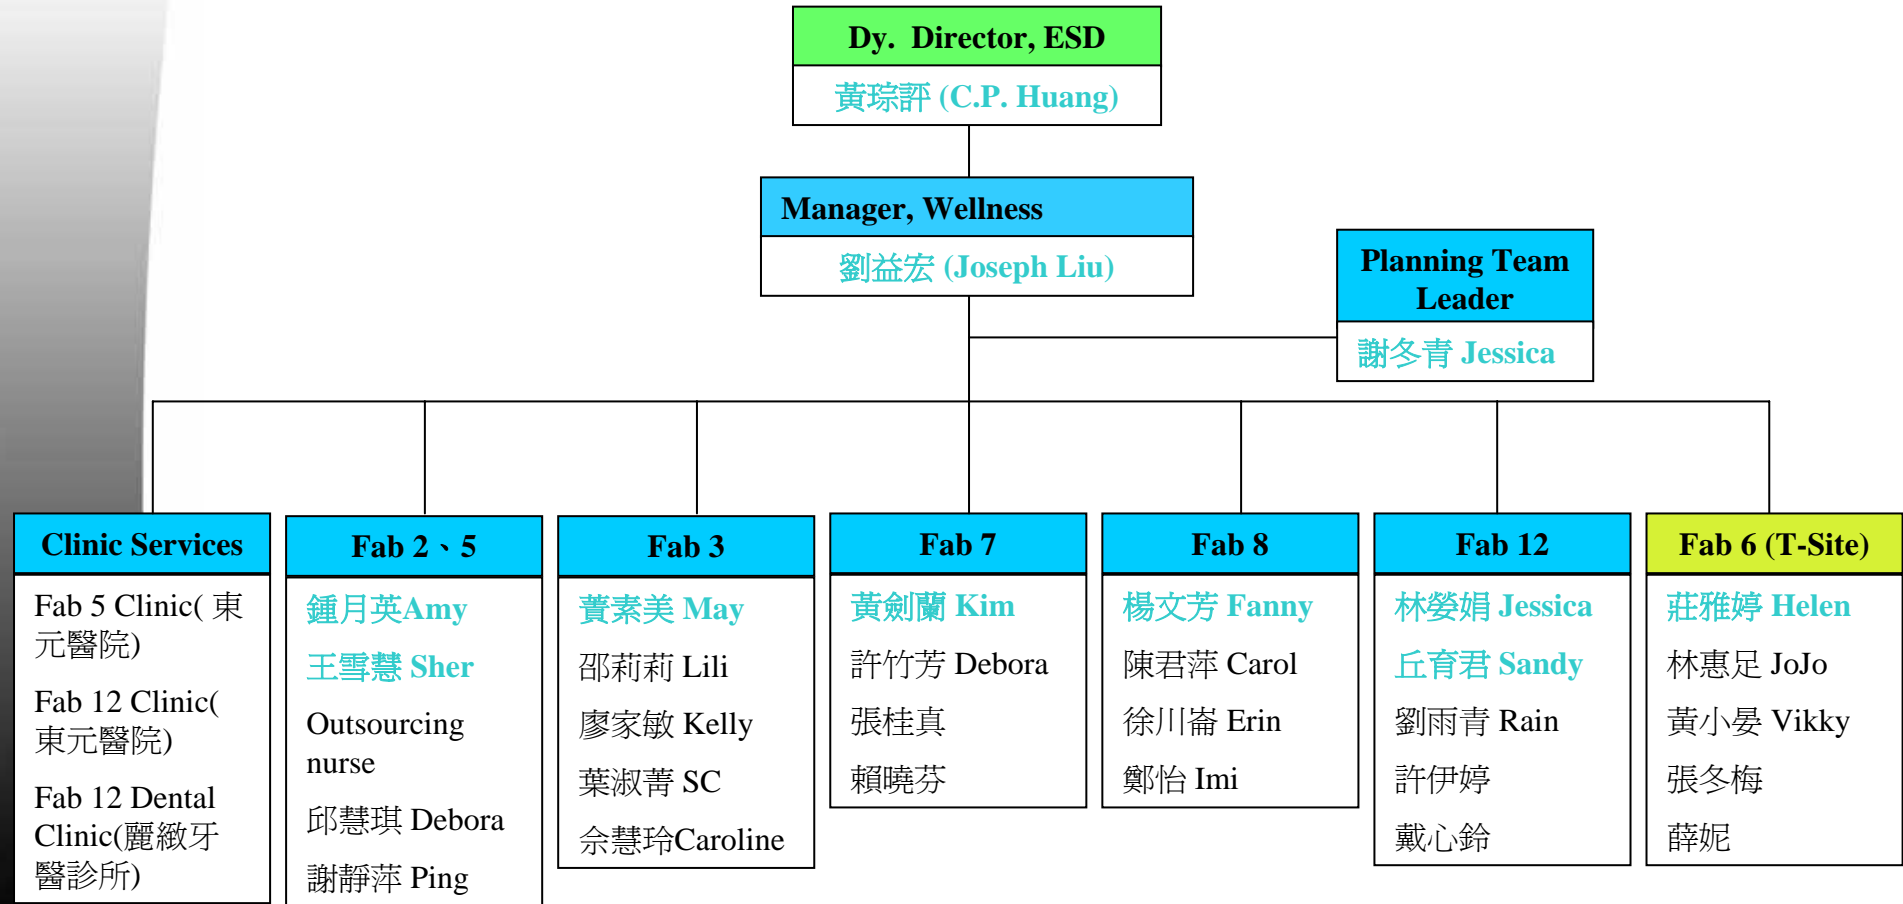 Dy.  Director, ESD
黃琮評 (C.P. Huang)
Manager, Wellness
劉益宏 (Joseph Liu)
Planning Team
Leader
謝冬青 Jessica
Clinic Services
Fab 5 Clinic( 東
元醫院)
Fab 12 Clinic(
東元醫院)
Fab 12 Dental
Clinic(麗緻牙
醫診所)
Fab 2、5
鍾月英Amy
王雪慧 Sher
Outsourcing
nurse
邱慧琪 Debora
謝靜萍 Ping
Fab 3
薲素美 May
邵莉莉 Lili
廖家敏 Kelly
葉淑菁 SC
佘慧玲Caroline
Fab 7
黃劍蘭 Kim
許竹芳 Debora
張桂真
賴曉芬
Fab 8
楊文芳 Fanny
陳君萍 Carol
徐川崙 Erin
鄭怡 Imi
Fab 12
林嫈娟 Jessica
丘育君 Sandy
劉雨青 Rain
許伊婷
戴心鈴
Fab 6 (T-Site)
莊雅婷 Helen
林惠足 JoJo
黃小晏 Vikky
張冬梅
薛妮